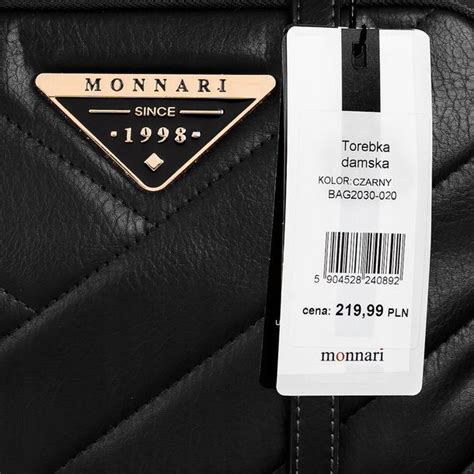 MONNARI
SINCE
·1998·
Torebka
damska
KOLOR:CZARNY
BAG2030-020
5 904528 240892
cena: 219,99 PLN
monnari